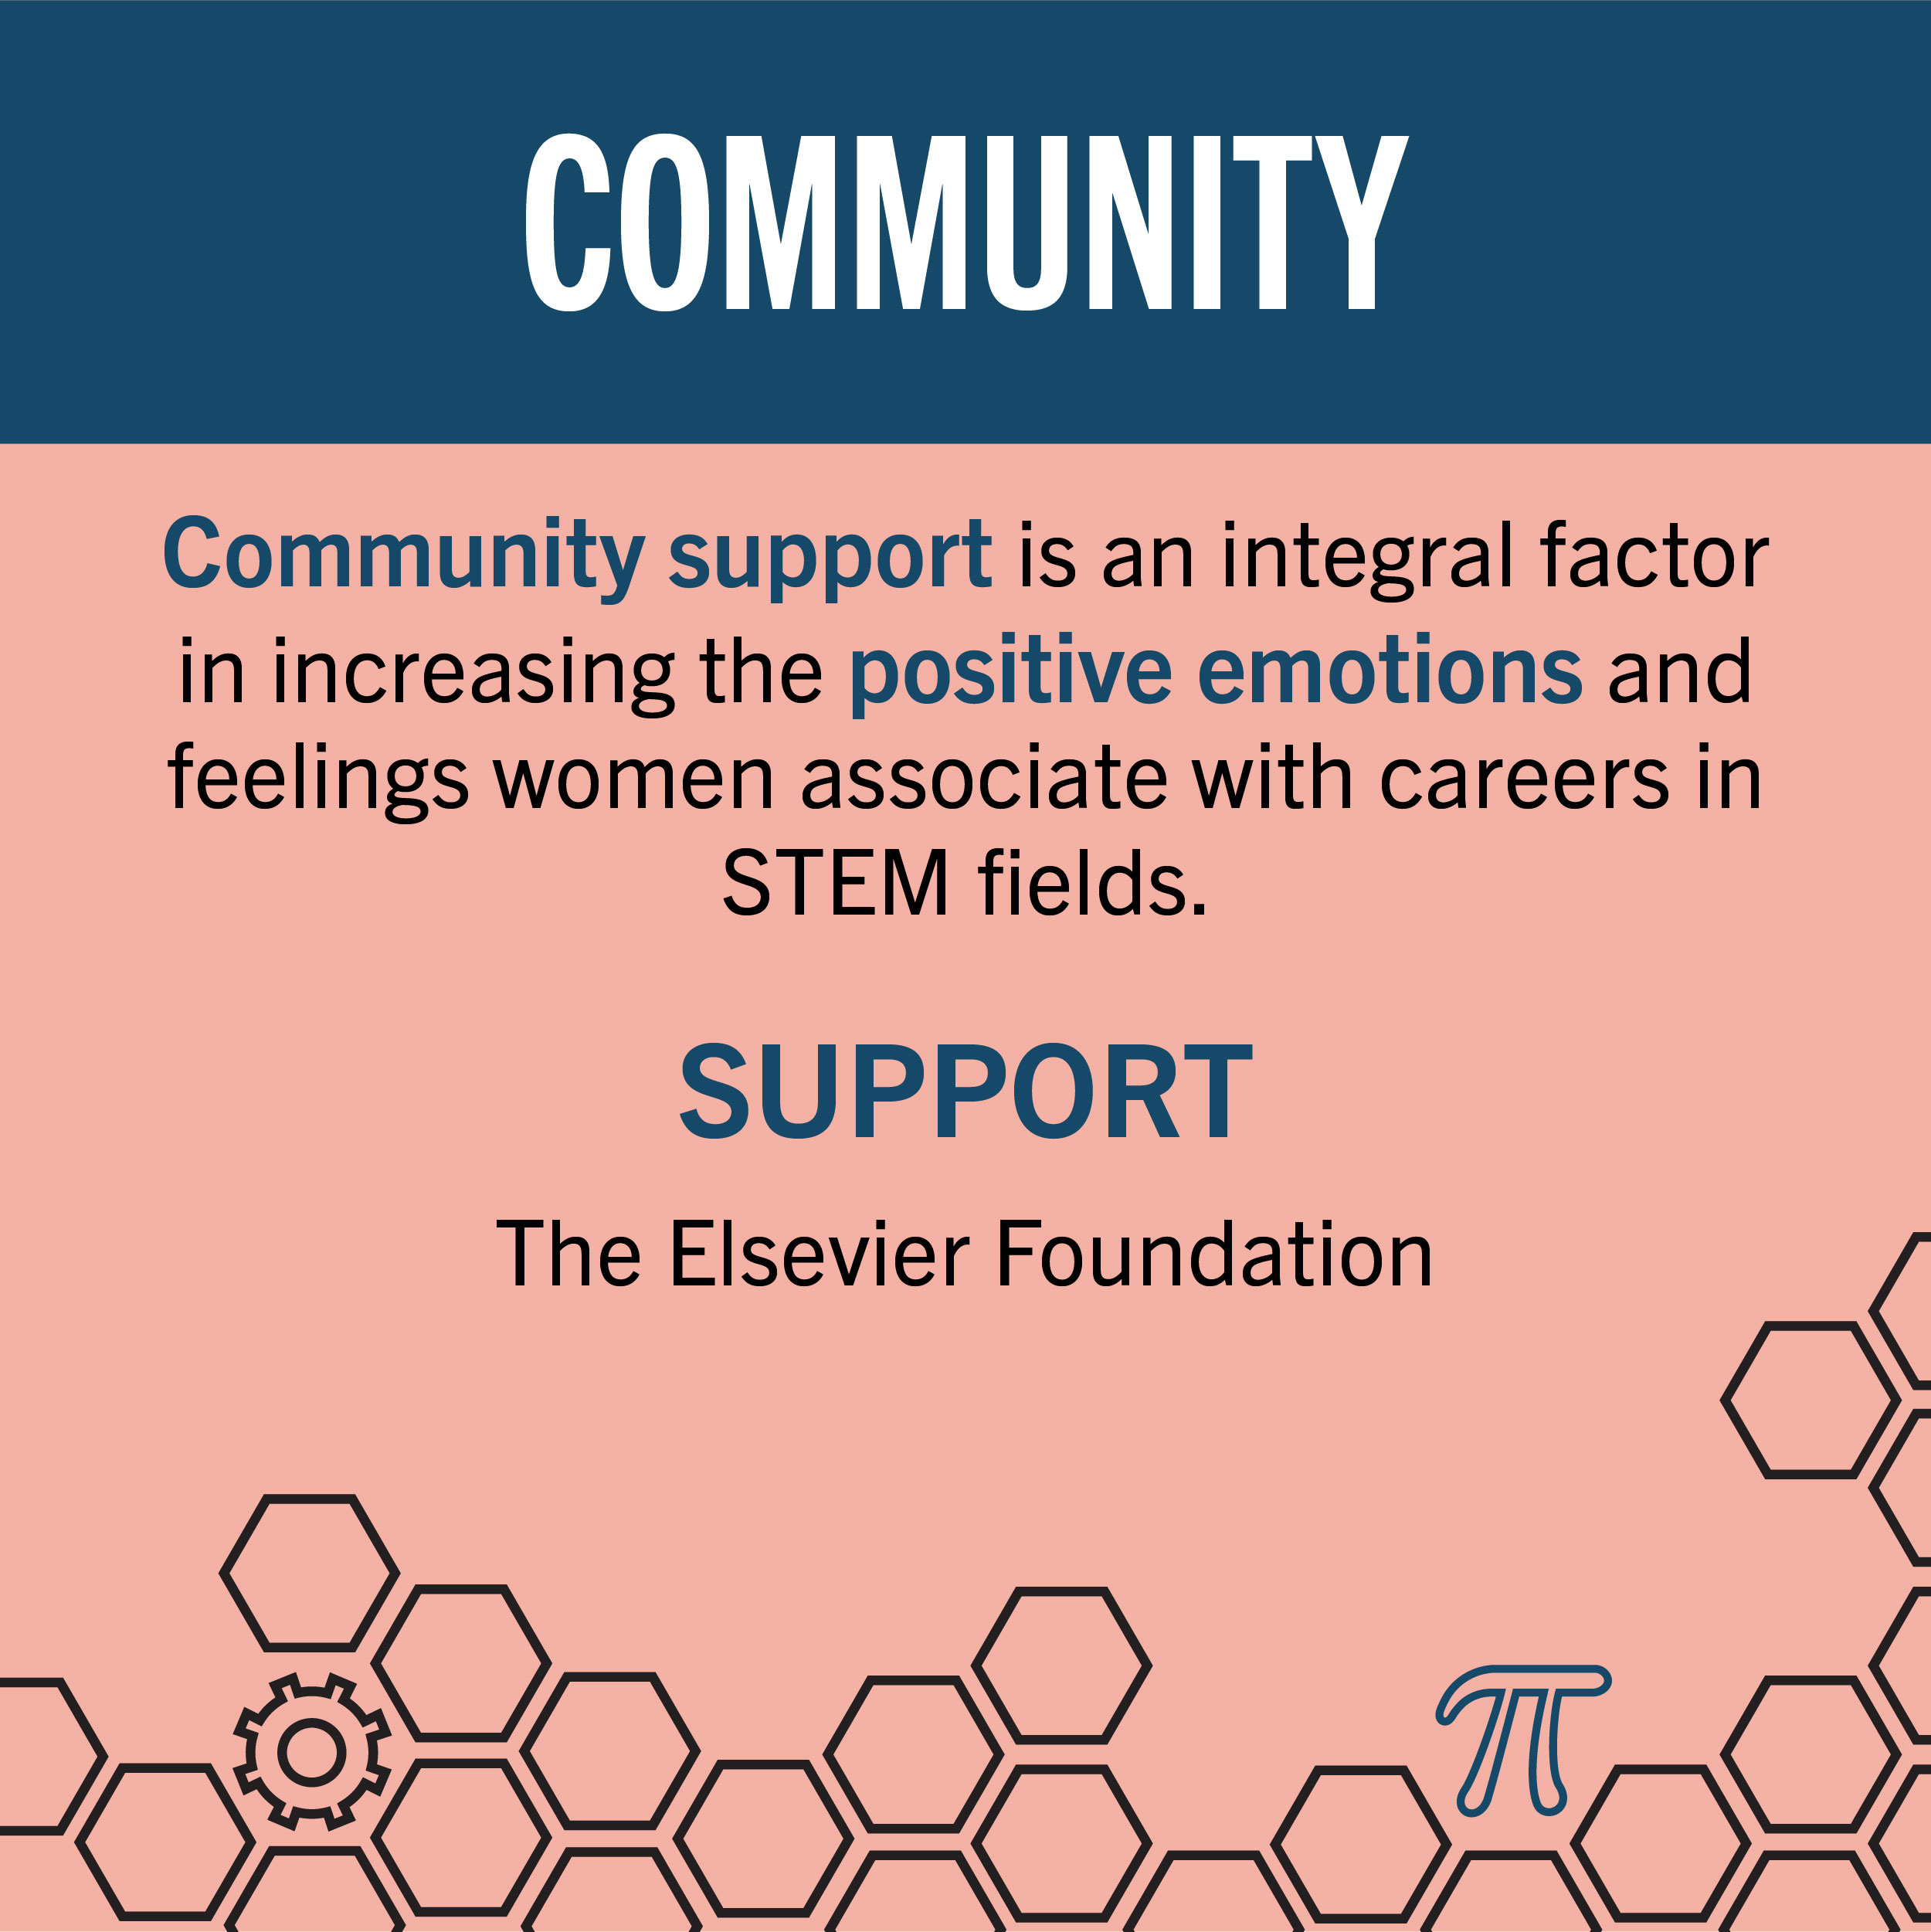 COMMUNITY
Community support is an integral factor
in increasing the positive emotions and
feelings women associate with careers in
STEM fields.
SUPPORT
The Elsevier Foundation
π